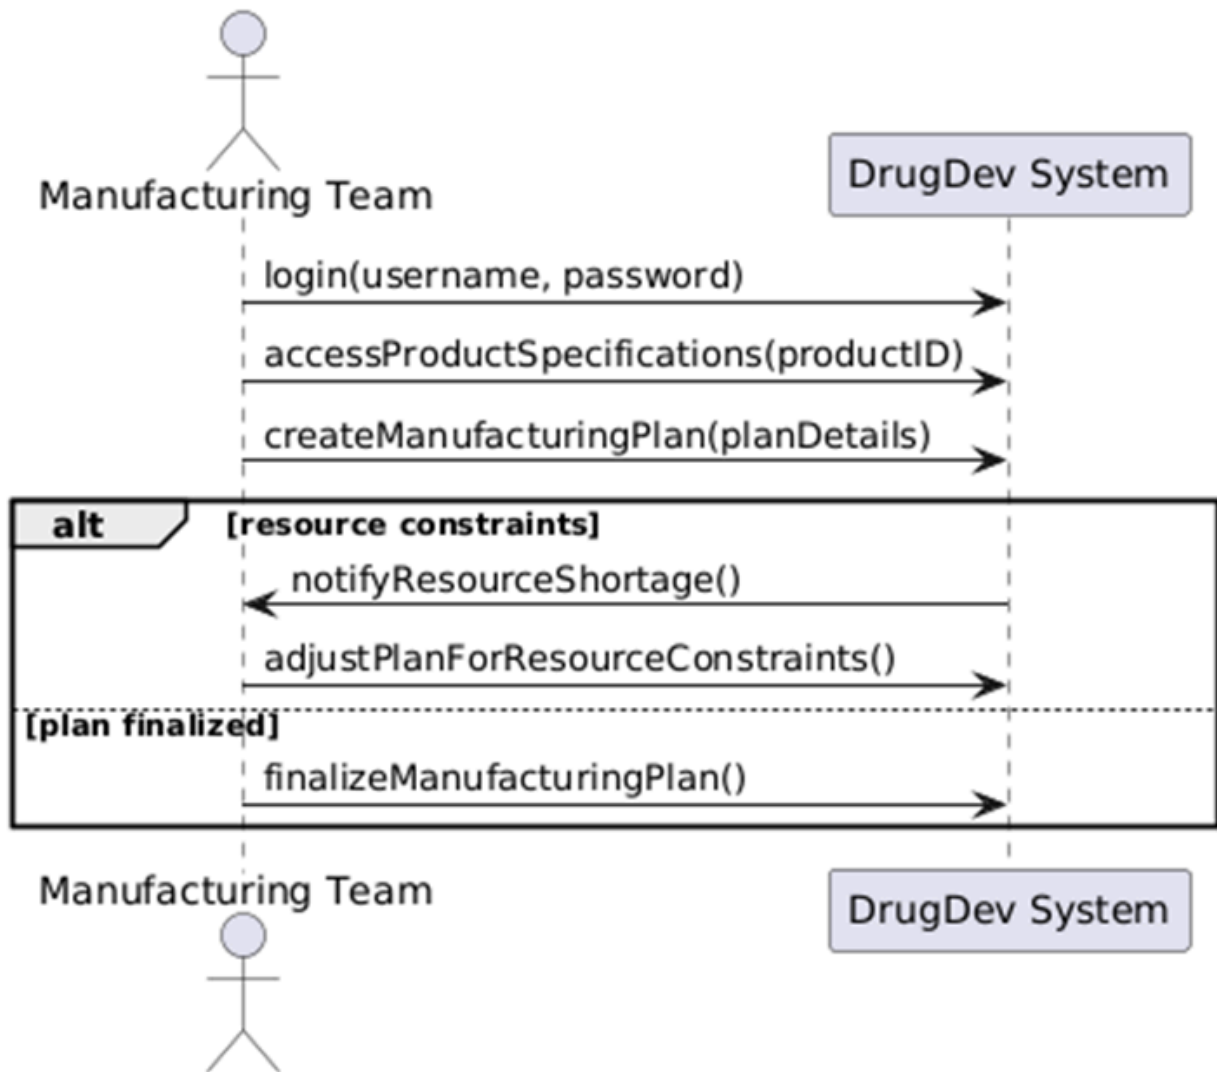 Manufacturing Team
DrugDev System
login(username, password)
accessProductSpecifications(productID)
createManufacturingPlan(planDetails)
alt
[resource constraints]
notifyResourceShortage()
adjustPlanForResourceConstraints()
[plan finalized]
finalizeManufacturingPlan()
Manufacturing Team
DrugDev System